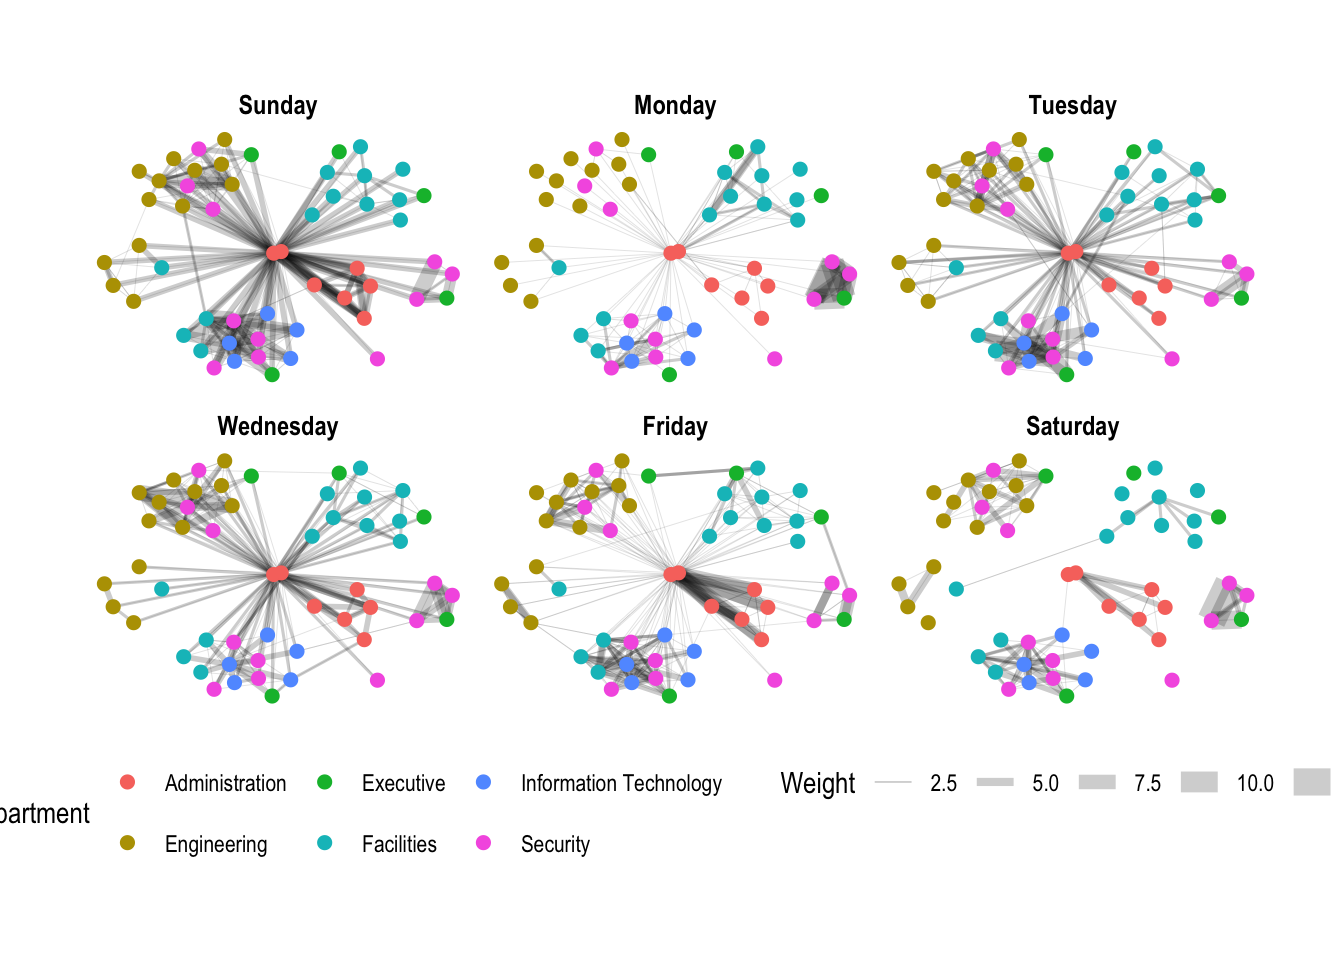 Sunday Monday Tuesday
Wednesday Friday Saturday
Administration Executive Information Technology Weight 2.5 5.0 7.5 10.0
partment
Engineering Facilities Security